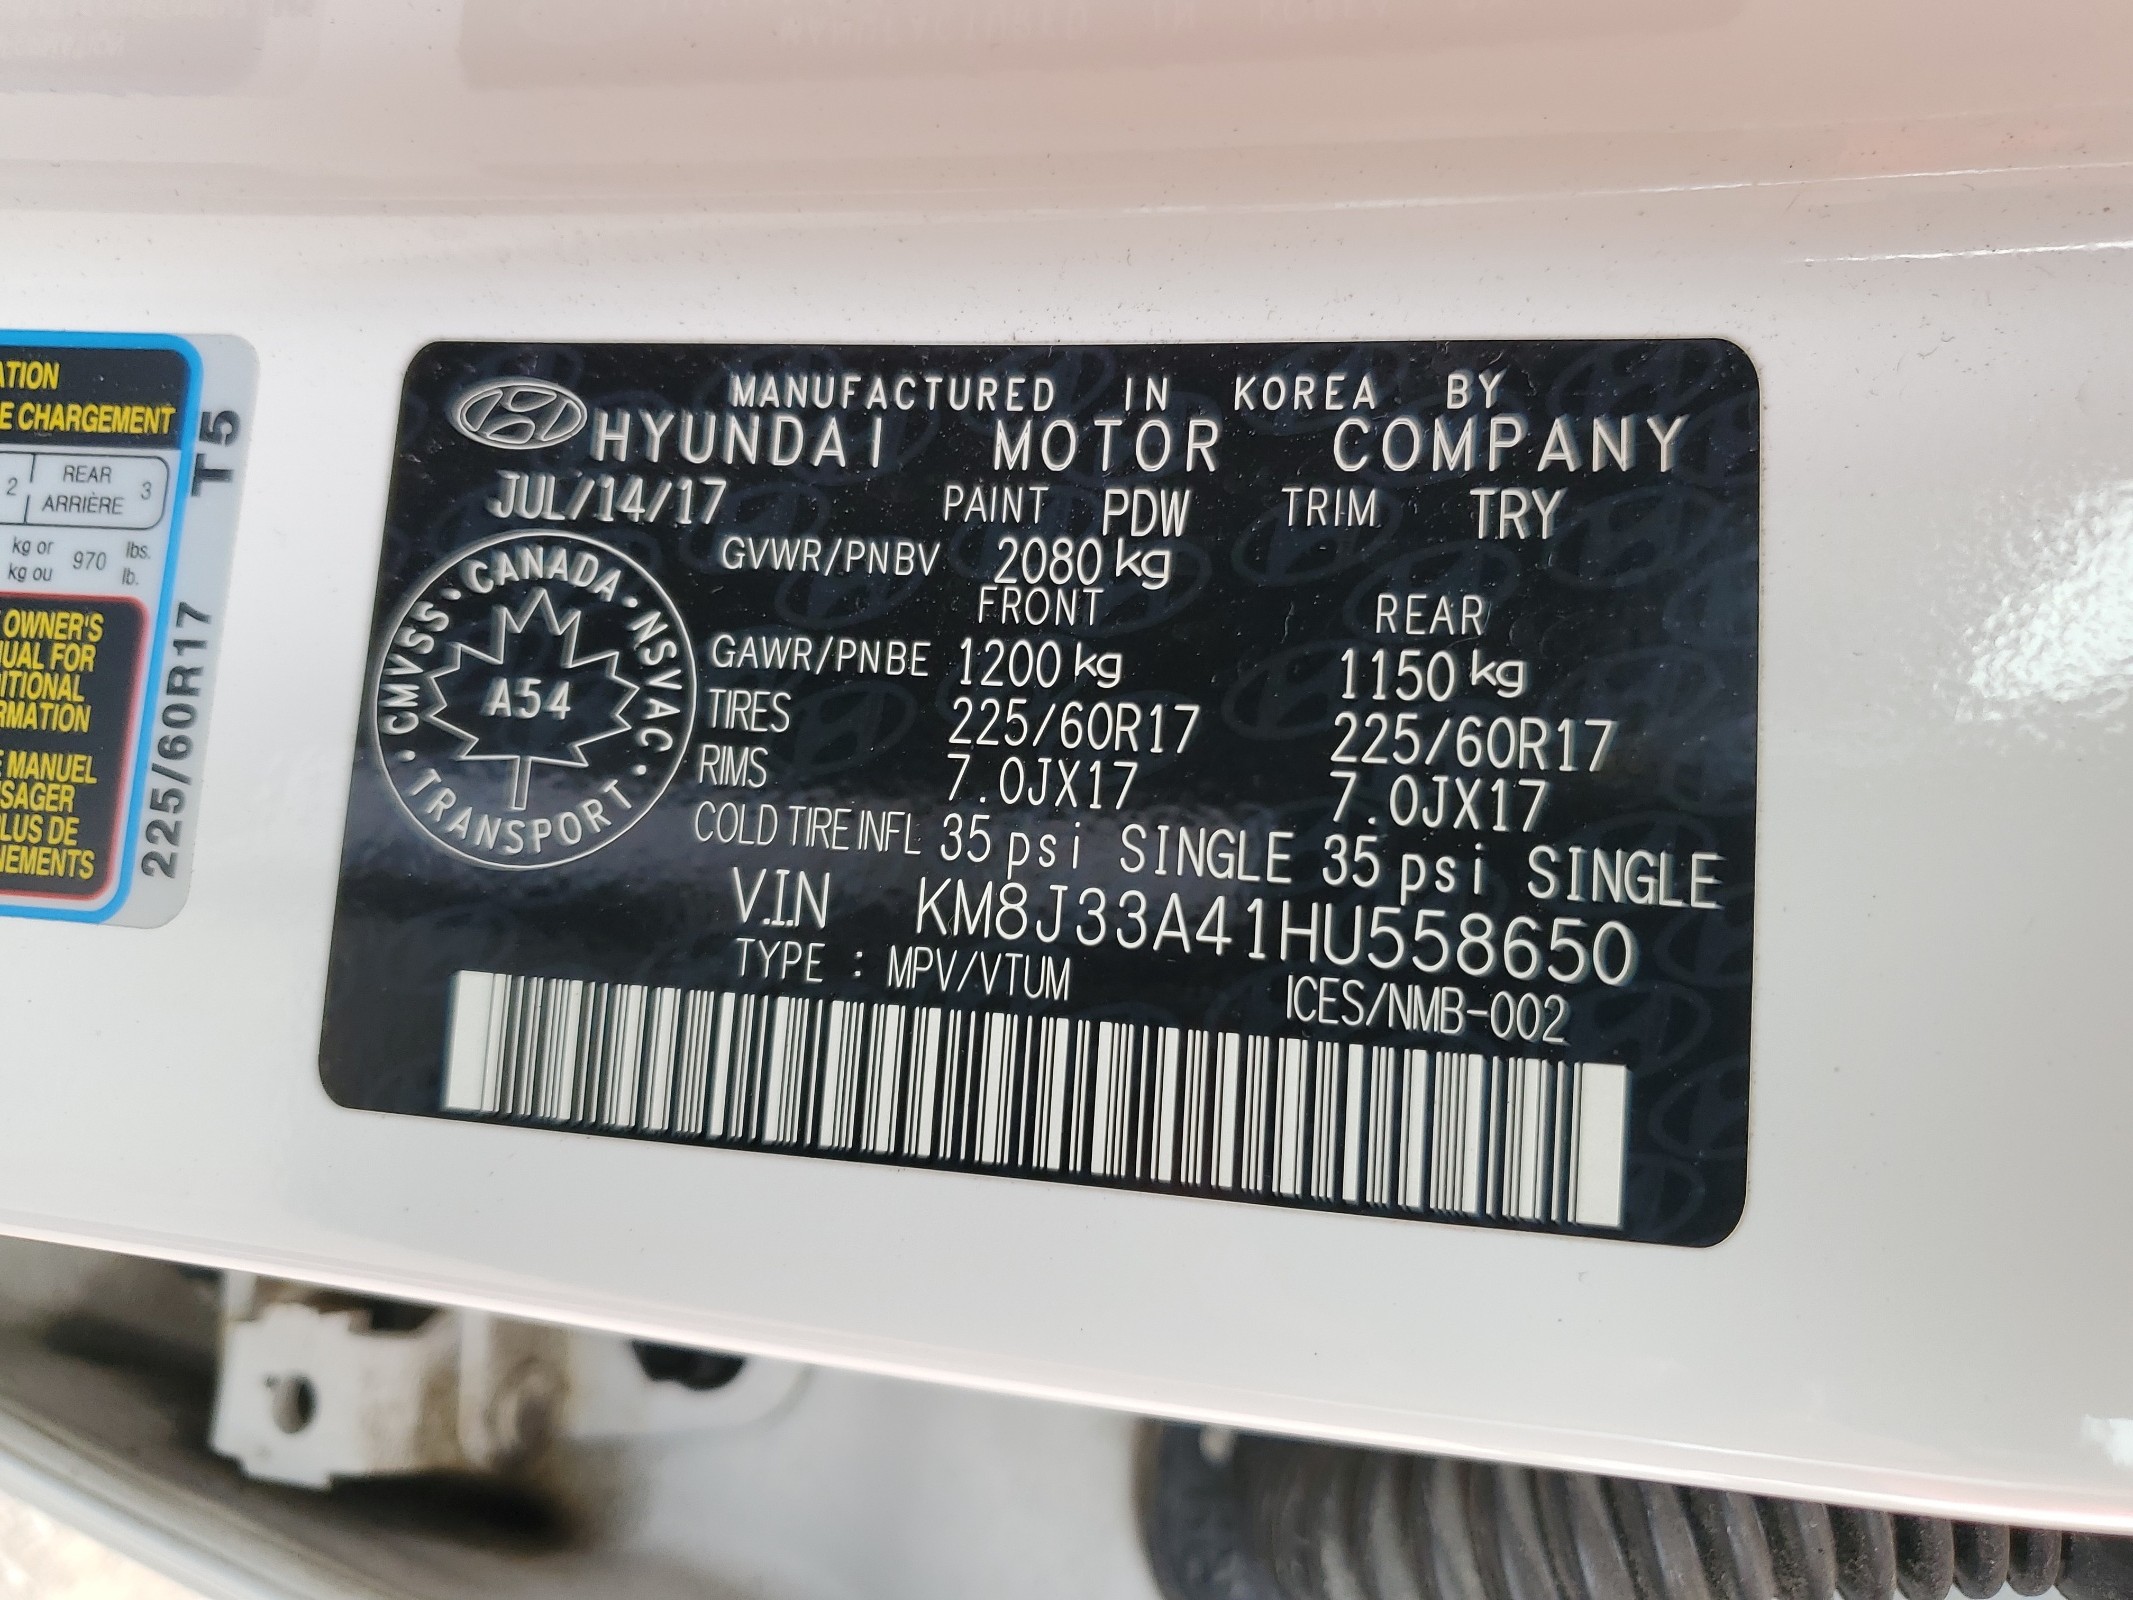 MANUFACTURED IN KOREA BY
HYUNDAI MOTOR COMPANY
JUL/14/17 PAINT PDW TRIM TRY
GVWR/PNBV 2080 kg
FRONT REAR
GAWR/PNBE 1200 kg 1150 kg
TIRES 225/60R17 225/60R17
RIMS 7.0JX17 7.0JX17
COLD TIRE INFL 35 psi SINGLE 35 psi SINGLE
V.I.N KM8J33A41HU558650
TYPE : MPV/VTUM ICES/NMB-002
CMVSS · CANADA · NSVAC · TRANSPORT ·
A54
ATION
E CHARGEMENT
2 REAR 3
ARRIÈRE
kg or 970 lbs.
kg ou lb.
OWNER'S
UAL FOR
ITIONAL
RMATION
E MANUEL
SAGER
LUS DE
NEMENTS
225/60R17 T5